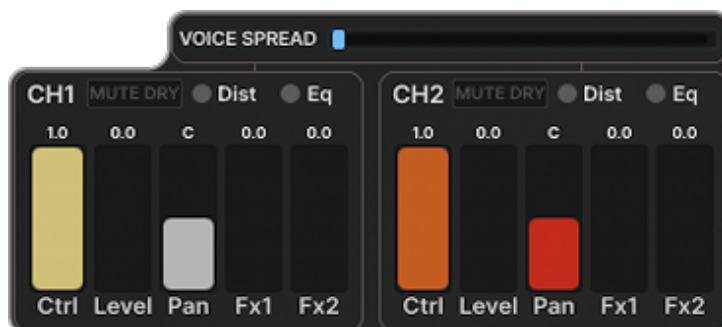 VOICE SPREAD
CH1 MUTE DRY Dist Eq
1.0 0.0 C 0.0 0.0
Ctrl Level Pan Fx1 Fx2
CH2 MUTE DRY Dist Eq
1.0 0.0 C 0.0 0.0
Ctrl Level Pan Fx1 Fx2